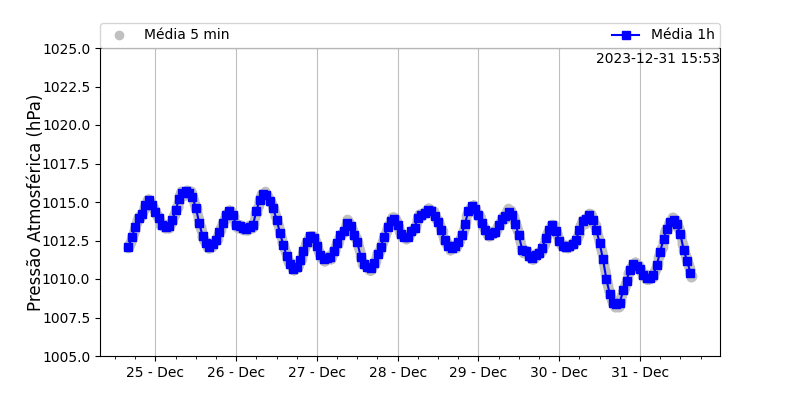 Média 5 min
Média 1h
2023-12-31 15:53
Pressão Atmosférica (hPa)
1025.0
1022.5
1020.0
1017.5
1015.0
1012.5
1010.0
1007.5
1005.0
25 - Dec
26 - Dec
27 - Dec
28 - Dec
29 - Dec
30 - Dec
31 - Dec